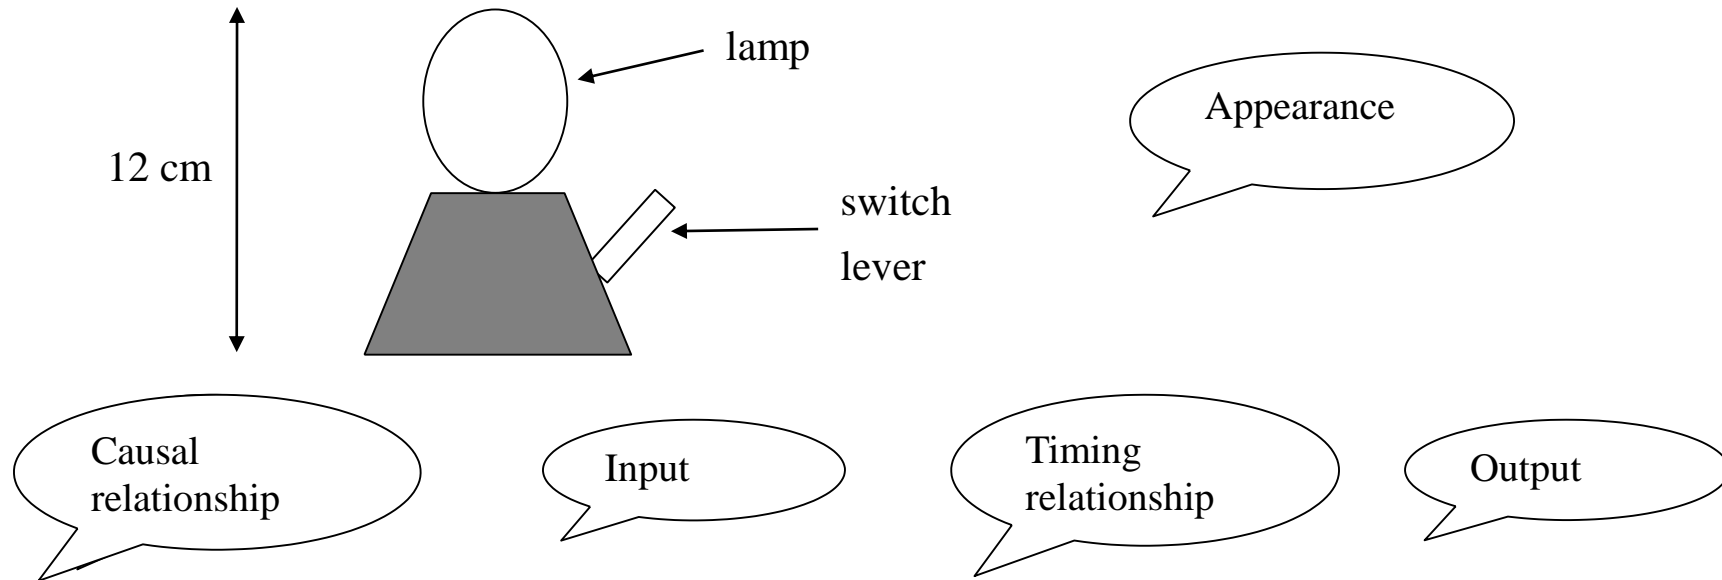 lamp
Appearance
12 cm
switch
lever
Causal
relationship
Input
Timing
relationship
Output